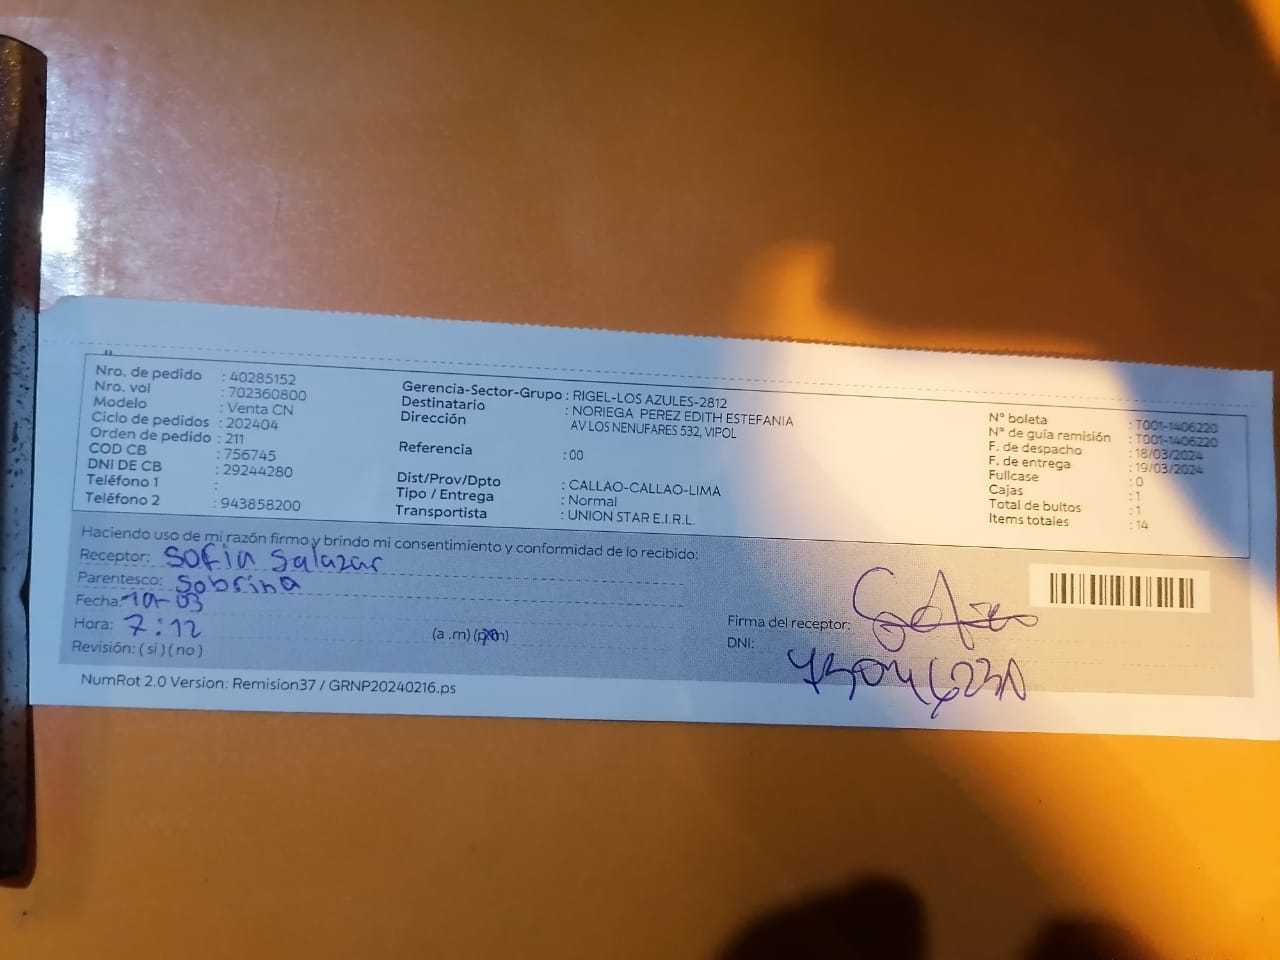 Nro. de pedido : 40285152
Nro. vol : 702360800
Modelo : Venta CN
Ciclo de pedidos : 202404
Orden de pedido : 211
COD CB : 756745
DNI DE CB : 29244280
Teléfono 1 :
Teléfono 2 : 943858200
Gerencia-Sector-Grupo : RIGEL-LOS AZULES-2812
Destinatario : NORIEGA PEREZ EDITH ESTEFANIA
Dirección AV LOS NENUFARES 532, VIPOL
Referencia : 00
Dist/Prov/Dpto : CALLAO-CALLAO-LIMA
Tipo / Entrega : Normal
Transportista : UNION STAR E.I.R.L.
N° boleta : T001-1406220
N° de guía remisión : T001-1406220
F. de despacho : 18/03/2024
F. de entrega : 19/03/2024
Fullcase : 0
Cajas : 1
Total de bultos : 1
Items totales : 14
Haciendo uso de mi razón firmo y brindo mi consentimiento y conformidad de lo recibido:
Receptor: Sofia Salazar
Parentesco: Sobrina
Fecha:
Hora: 7:12 (a .m) (pm)
Revisión: ( si ) ( no )
Firma del receptor:
DNI:
NumRot 2.0 Version: Remision37 / GRNP20240216.ps